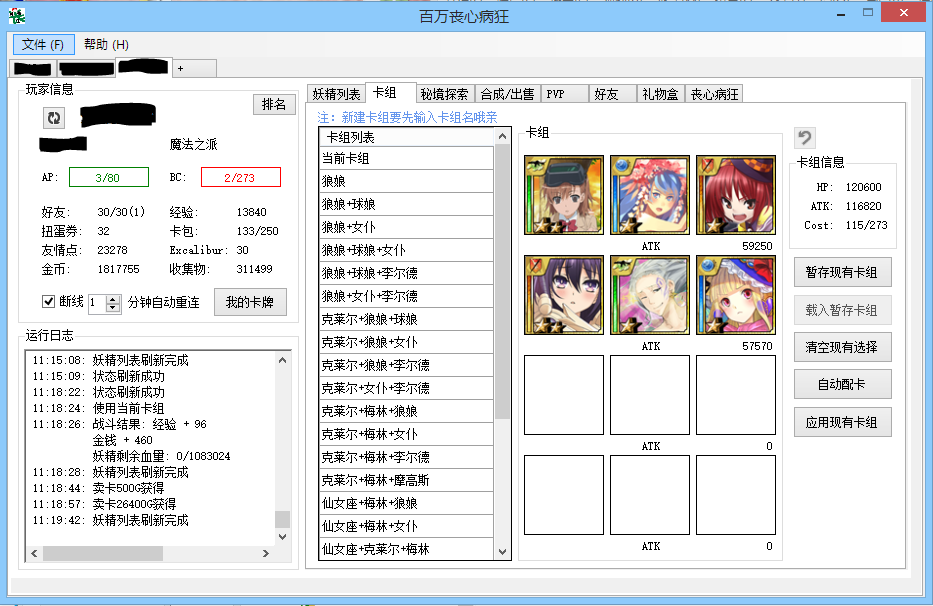 百万丧心病狂
文件 (F) 帮助 (H)
+
玩家信息
排名
魔法之派
AP: 3/80 BC: 2/273
好友: 30/30(1) 经验: 13840
扭蛋券: 32 卡包: 133/250
友情点: 23278 Excalibur: 30
金币: 1817755 收集物: 311499
断线 1 分钟自动重连 我的卡牌
运行日志
11:15:08: 妖精列表刷新完成
11:15:09: 状态刷新成功
11:18:22: 状态刷新成功
11:18:24: 使用当前卡组
11:18:26: 战斗结果: 经验 + 96
金钱 + 460
妖精剩余血量: 0/1083024
11:18:28: 妖精列表刷新完成
11:18:44: 卖卡500G获得
11:18:57: 卖卡26400G获得
11:19:42: 妖精列表刷新完成
妖精列表 卡组 秘境探索 合成/出售 PVP 好友 礼物盒 丧心病狂
注: 新建卡组要先输入卡组名哦亲
卡组列表
当前卡组
狼娘
狼娘+球娘
狼娘+女仆
狼娘+球娘+女仆
狼娘+球娘+李尔德
狼娘+女仆+李尔德
克莱尔+狼娘+球娘
克莱尔+狼娘+女仆
克莱尔+狼娘+李尔德
克莱尔+女仆+李尔德
克莱尔+梅林+狼娘
克莱尔+梅林+女仆
克莱尔+梅林+李尔德
克莱尔+梅林+摩高斯
仙女座+梅林+狼娘
仙女座+梅林+女仆
仙女座+克莱尔+梅林
卡组
ATK 59250
ATK 57570
ATK 0
ATK 0
卡组信息
HP: 120600
ATK: 116820
Cost: 115/273
暂存现有卡组
载入暂存卡组
清空现有选择
自动配卡
应用现有卡组